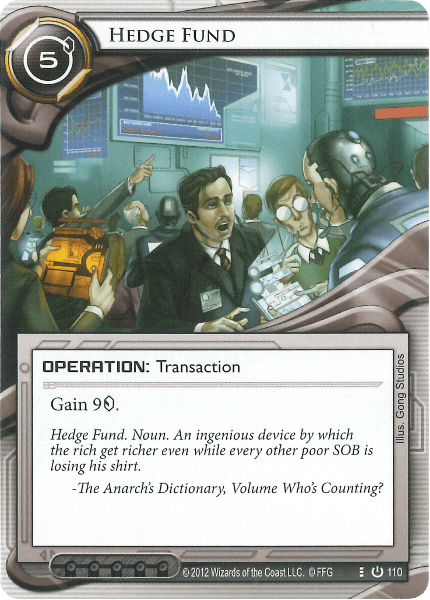 Hedge Fund
5
OPERATION: Transaction
Gain 9.
Hedge Fund. Noun. An ingenious device by which
the rich get richer even while every other poor SOB is
losing his shirt.
-The Anarch's Dictionary, Volume Who's Counting?
Illus. Gong Studios
© 2012 Wizards of the Coast LLC. © FFG
110